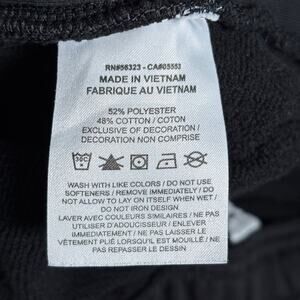 RN#56323 - CA#05553
MADE IN VIETNAM
FABRIQUE AU VIETNAM
52% POLYESTER
48% COTTON / COTON
EXCLUSIVE OF DECORATION /
DECORATION NON COMPRISE
30C
WASH WITH LIKE COLORS / DO NOT USE
SOFTENERS / REMOVE IMMEDIATELY / DO
NOT ALLOW TO LAY ON ITSELF WHEN WET /
DO NOT IRON DESIGN
LAVER AVEC COULEURS SIMILAIRES / NE PAS
UTILISER D'ADOUCISSEUR / ENLEVER
IMMÉDIATEMENT / NE PAS LAISSER LE
VÊTEMENT PLIÉ LORSQU'IL EST MOUILLÉ / NE
PAS REPASSER LE DESSIN